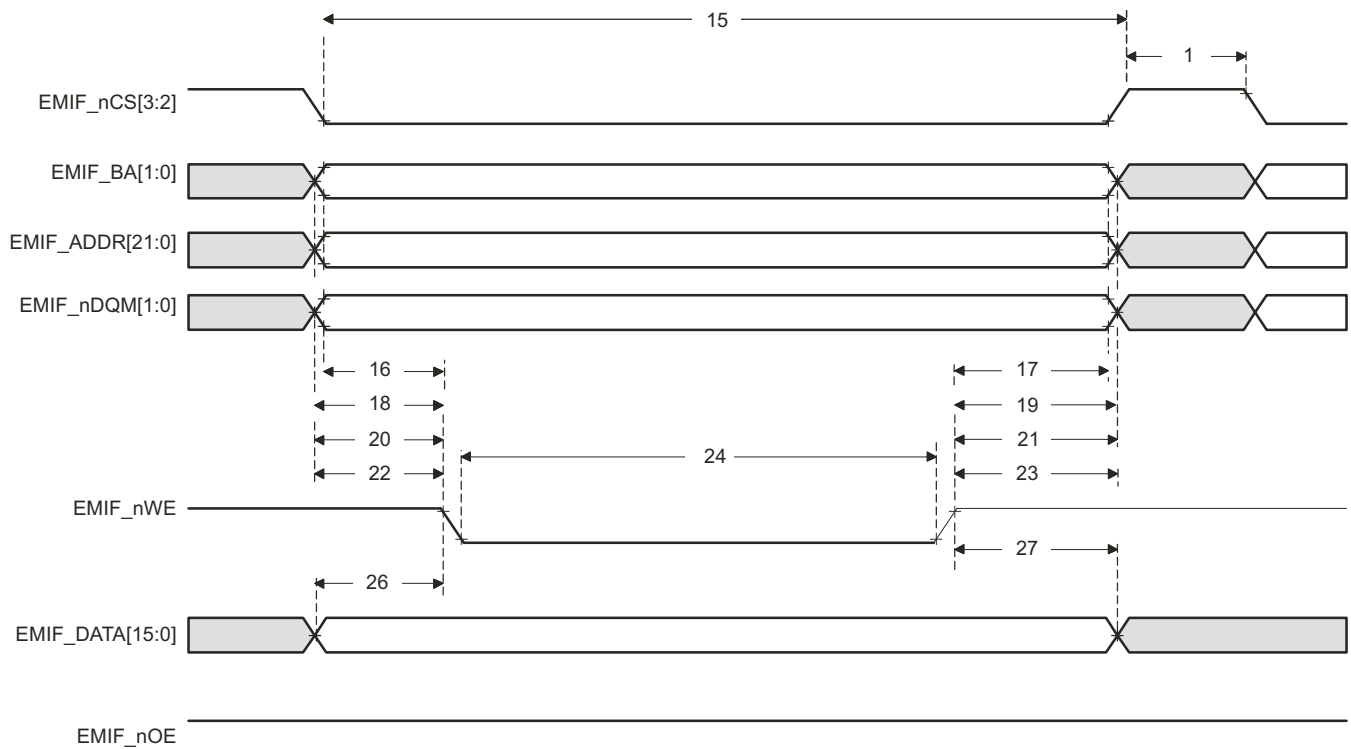 15
1
EMIF_nCS[3:2]
EMIF_BA[1:0]
EMIF_ADDR[21:0]
EMIF_nDQM[1:0]
16
17
18
19
20
21
24
22
23
EMIF_nWE
27
26
EMIF_DATA[15:0]
EMIF_nOE